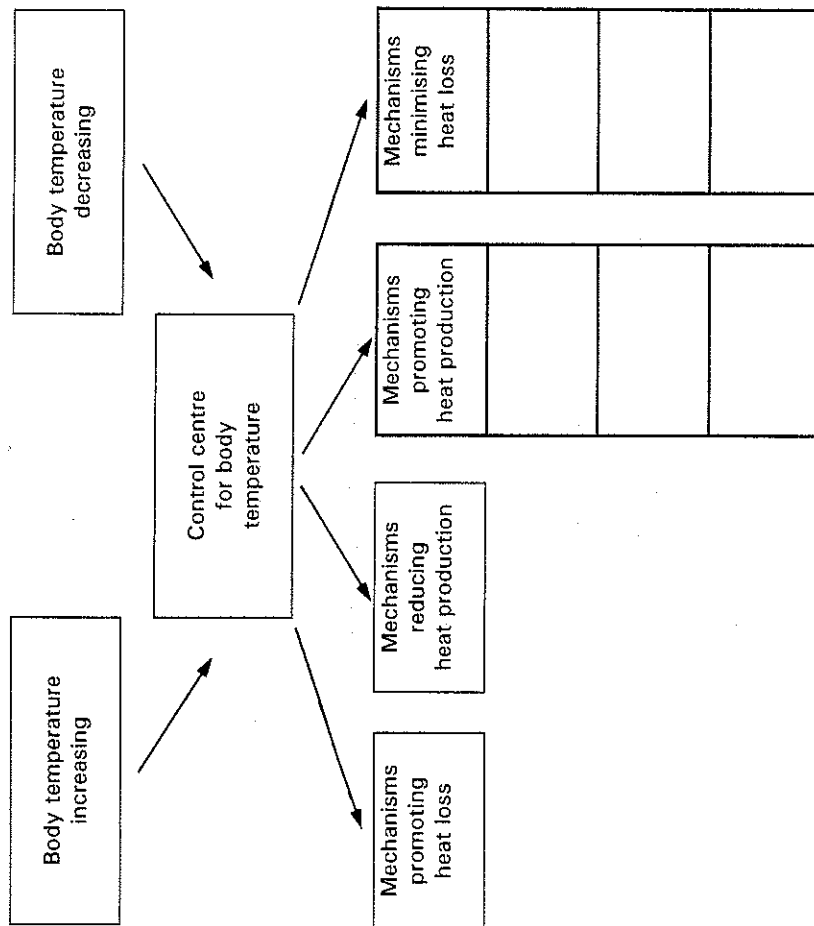 Body temperature
increasing
Body temperature
decreasing
Control centre
for body
temperature
Mechanisms
promoting
heat loss
Mechanisms
reducing
heat production
Mechanisms
promoting
heat production
Mechanisms
minimising
heat loss